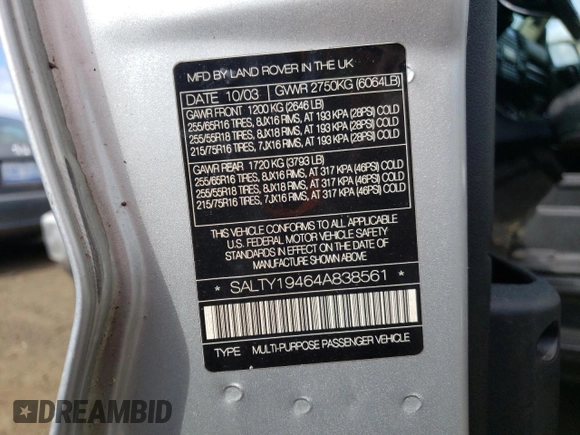 MFD BY LAND ROVER IN THE UK
DATE 10/03 GVWR 2750KG (6064LB)
GAWR FRONT 1200 KG (2646 LB)
255/65R16 TIRES, 8JX16 RIMS, AT 193 KPA (28PSI) COLD
255/55R18 TIRES, 8JX18 RIMS, AT 193 KPA (28PSI) COLD
215/75R16 TIRES, 7JX16 RIMS, AT 193 KPA (28PSI) COLD
GAWR REAR 1720 KG (3793 LB)
255/65R16 TIRES, 8JX16 RIMS, AT 317 KPA (46PSI) COLD
255/55R18 TIRES, 8JX18 RIMS, AT 317 KPA (46PSI) COLD
215/75R16 TIRES, 7JX16 RIMS, AT 317 KPA (46PSI) COLD
THIS VEHICLE CONFORMS TO ALL APPLICABLE
U.S. FEDERAL MOTOR VEHICLE SAFETY
STANDARDS IN EFFECT ON THE DATE OF
MANUFACTURE SHOWN ABOVE
* SALTY19464A838561 *
TYPE MULTI-PURPOSE PASSENGER VEHICLE
DREAMBID